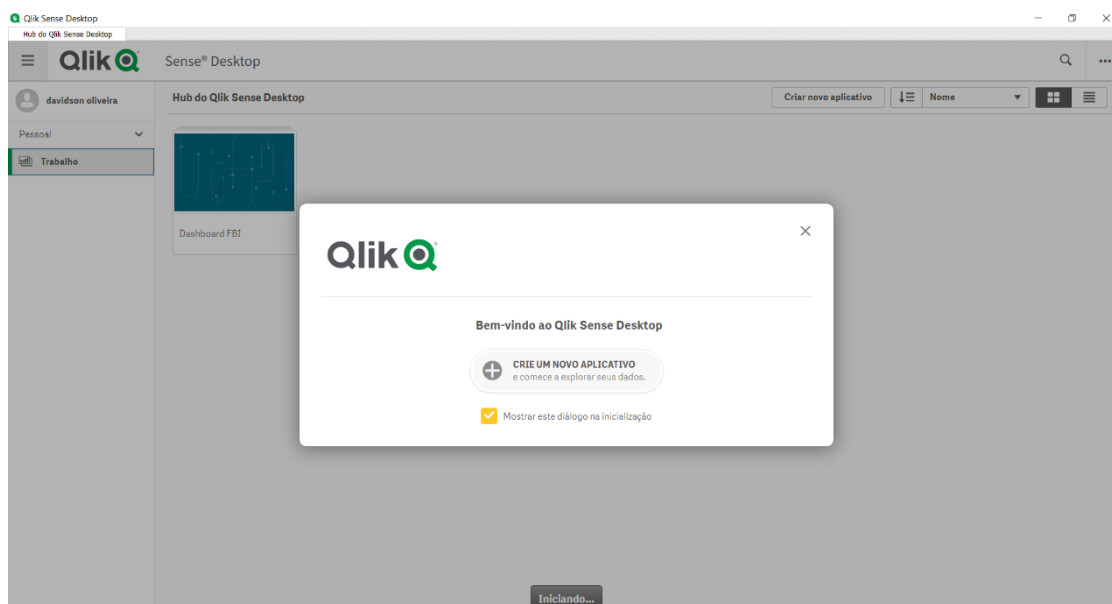 Qlik Sense Desktop
Hub do Qlik Sense Desktop
Qlik Sense® Desktop
davidson oliveira
Hub do Qlik Sense Desktop
Criar novo aplicativo
Nome
Pessoal
Trabalho
Dashboard FBI
Qlik
Bem-vindo ao Qlik Sense Desktop
CRIE UM NOVO APLICATIVO
e comece a explorar seus dados.
Mostrar este diálogo na inicialização
Iniciando...